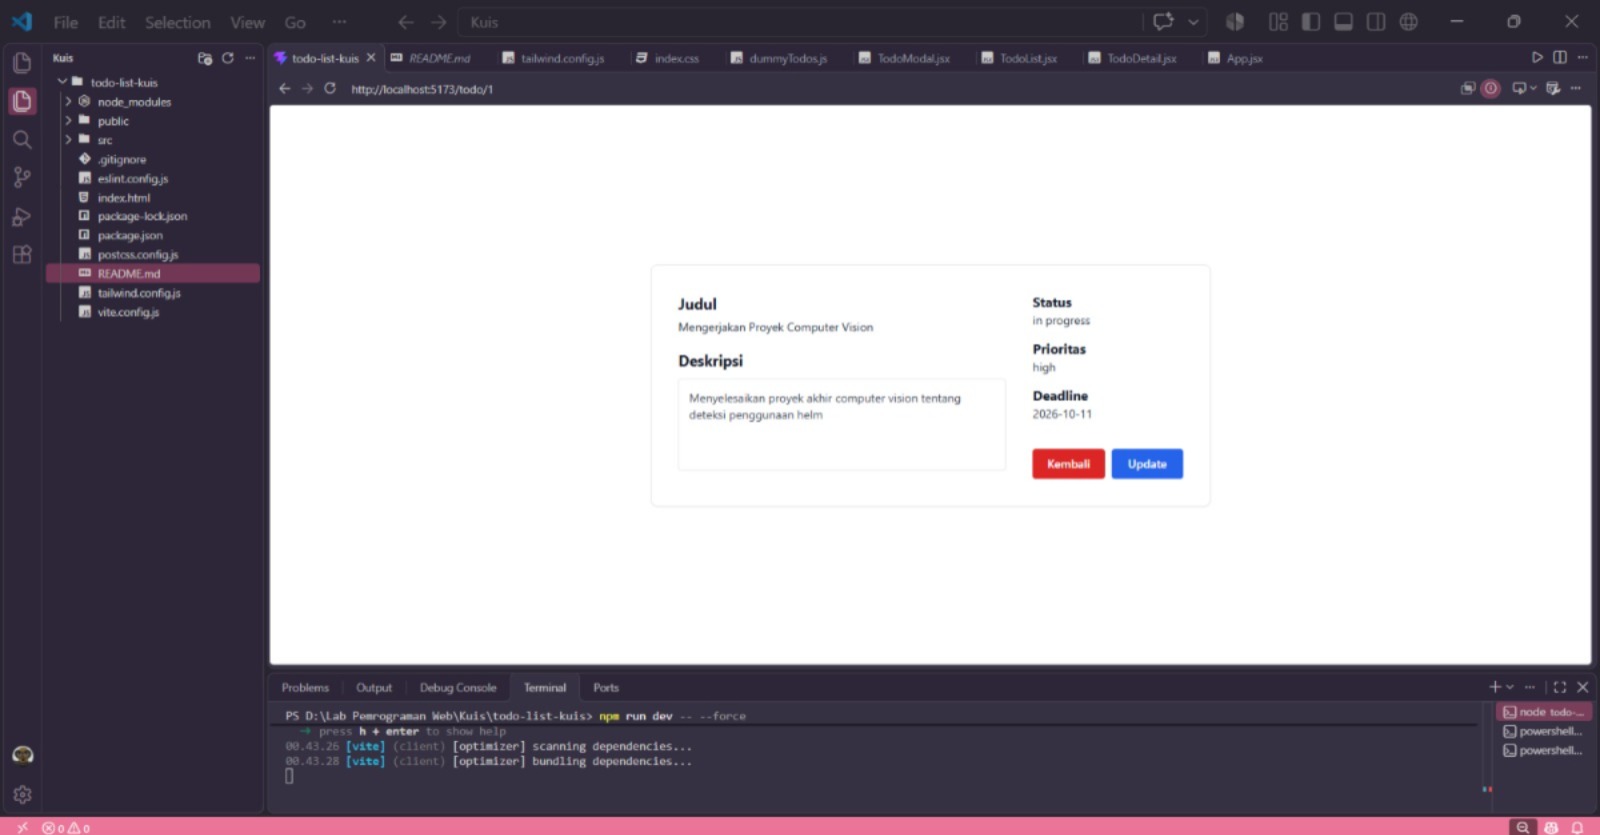 File Edit Selection View Go ··· Kuis
Kuis
todo-list-kuis
node_modules
public
src
.gitignore
eslint.config.js
index.html
package-lock.json
package.json
postcss.config.js
README.md
tailwind.config.js
vite.config.js
todo-list-kuis README.md tailwind.config.js index.css dummyTodos.js TodoModal.jsx TodoList.jsx TodoDetail.jsx App.jsx
http://localhost:5173/todo/1
Judul
Mengerjakan Proyek Computer Vision
Deskripsi
Menyelesaikan proyek akhir computer vision tentang
deteksi penggunaan helm
Status
in progress
Prioritas
high
Deadline
2026-10-11
Kembali Update
Problems Output Debug Console Terminal Ports
PS D:\Lab Pemrograman Web\Kuis\todo-list-kuis> npm run dev -- --force
→ press h + enter to show help
00.43.26 [vite] (client) [optimizer] scanning dependencies...
00.43.28 [vite] (client) [optimizer] bundling dependencies...
node todo-...
powershell...
powershell...
0 0